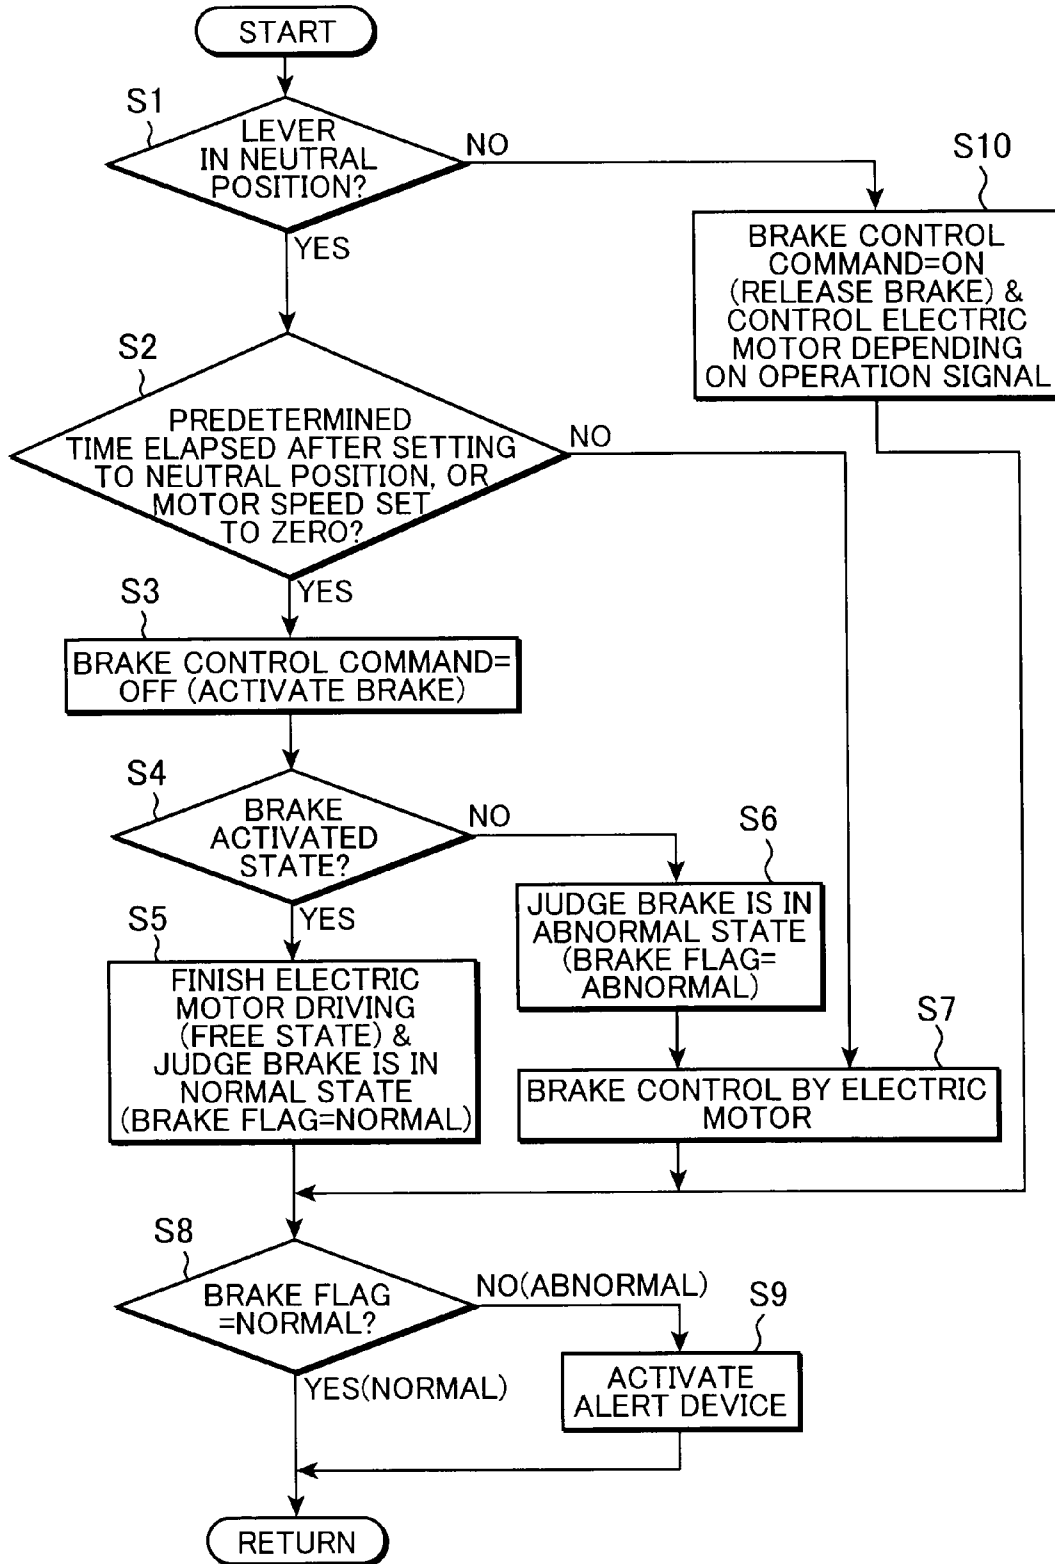 START
S1
LEVER
IN NEUTRAL
POSITION?
NO
YES
S10
BRAKE CONTROL
COMMAND=ON
(RELEASE BRAKE) &
CONTROL ELECTRIC
MOTOR DEPENDING
ON OPERATION SIGNAL
S2
PREDETERMINED
TIME ELAPSED AFTER SETTING
TO NEUTRAL POSITION, OR
MOTOR SPEED SET
TO ZERO?
NO
YES
S3
BRAKE CONTROL COMMAND=
OFF (ACTIVATE BRAKE)
S4
BRAKE
ACTIVATED
STATE?
NO
YES
S6
JUDGE BRAKE IS IN
ABNORMAL STATE
(BRAKE FLAG=
ABNORMAL)
S5
FINISH ELECTRIC
MOTOR DRIVING
(FREE STATE) &
JUDGE BRAKE IS IN
NORMAL STATE
(BRAKE FLAG=NORMAL)
S7
BRAKE CONTROL BY ELECTRIC
MOTOR
S8
BRAKE FLAG
=NORMAL?
NO(ABNORMAL)
YES(NORMAL)
S9
ACTIVATE
ALERT DEVICE
RETURN